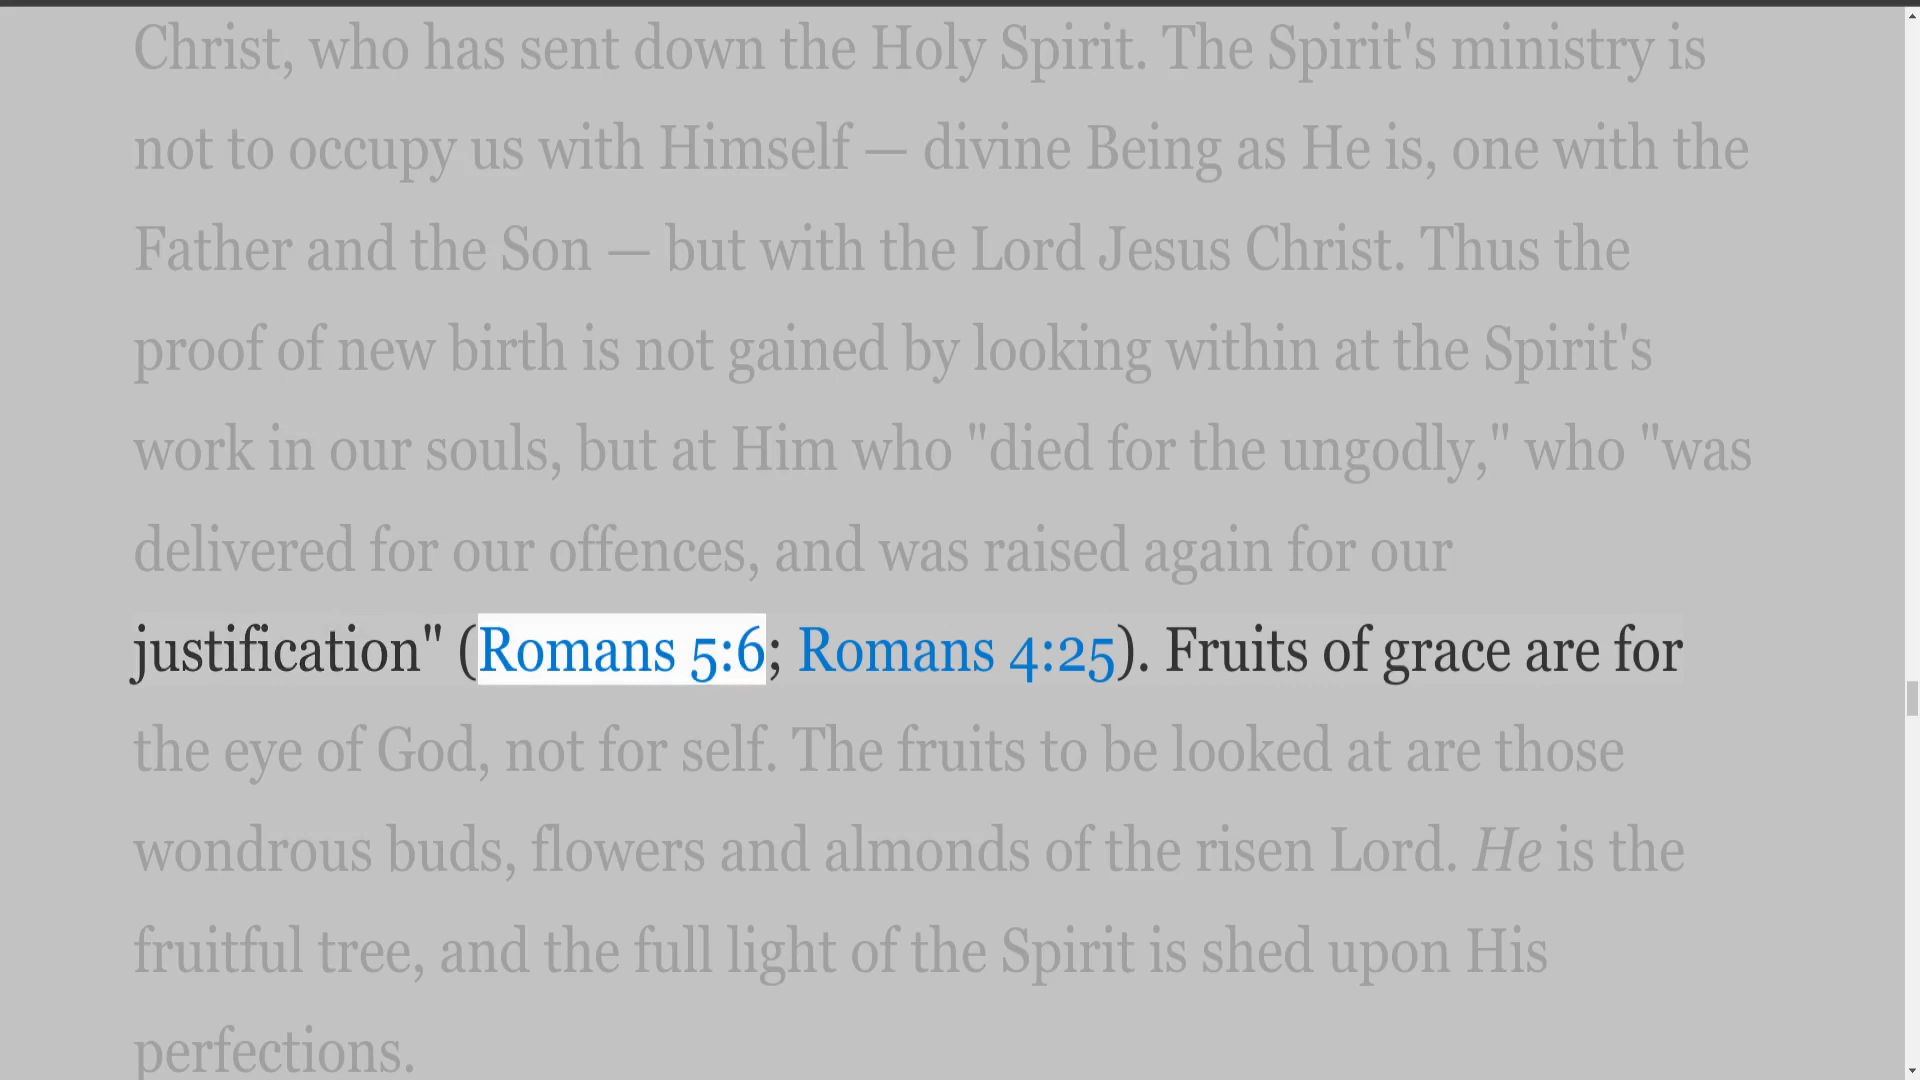 Christ, who has sent down the Holy Spirit. The Spirit's ministry is
not to occupy us with Himself — divine Being as He is, one with the
Father and the Son — but with the Lord Jesus Christ. Thus the
proof of new birth is not gained by looking within at the Spirit's
work in our souls, but at Him who "died for the ungodly," who "was
delivered for our offences, and was raised again for our
justification" (Romans 5:6; Romans 4:25). Fruits of grace are for
the eye of God, not for self. The fruits to be looked at are those
wondrous buds, flowers and almonds of the risen Lord. He is the
fruitful tree, and the full light of the Spirit is shed upon His
perfections.